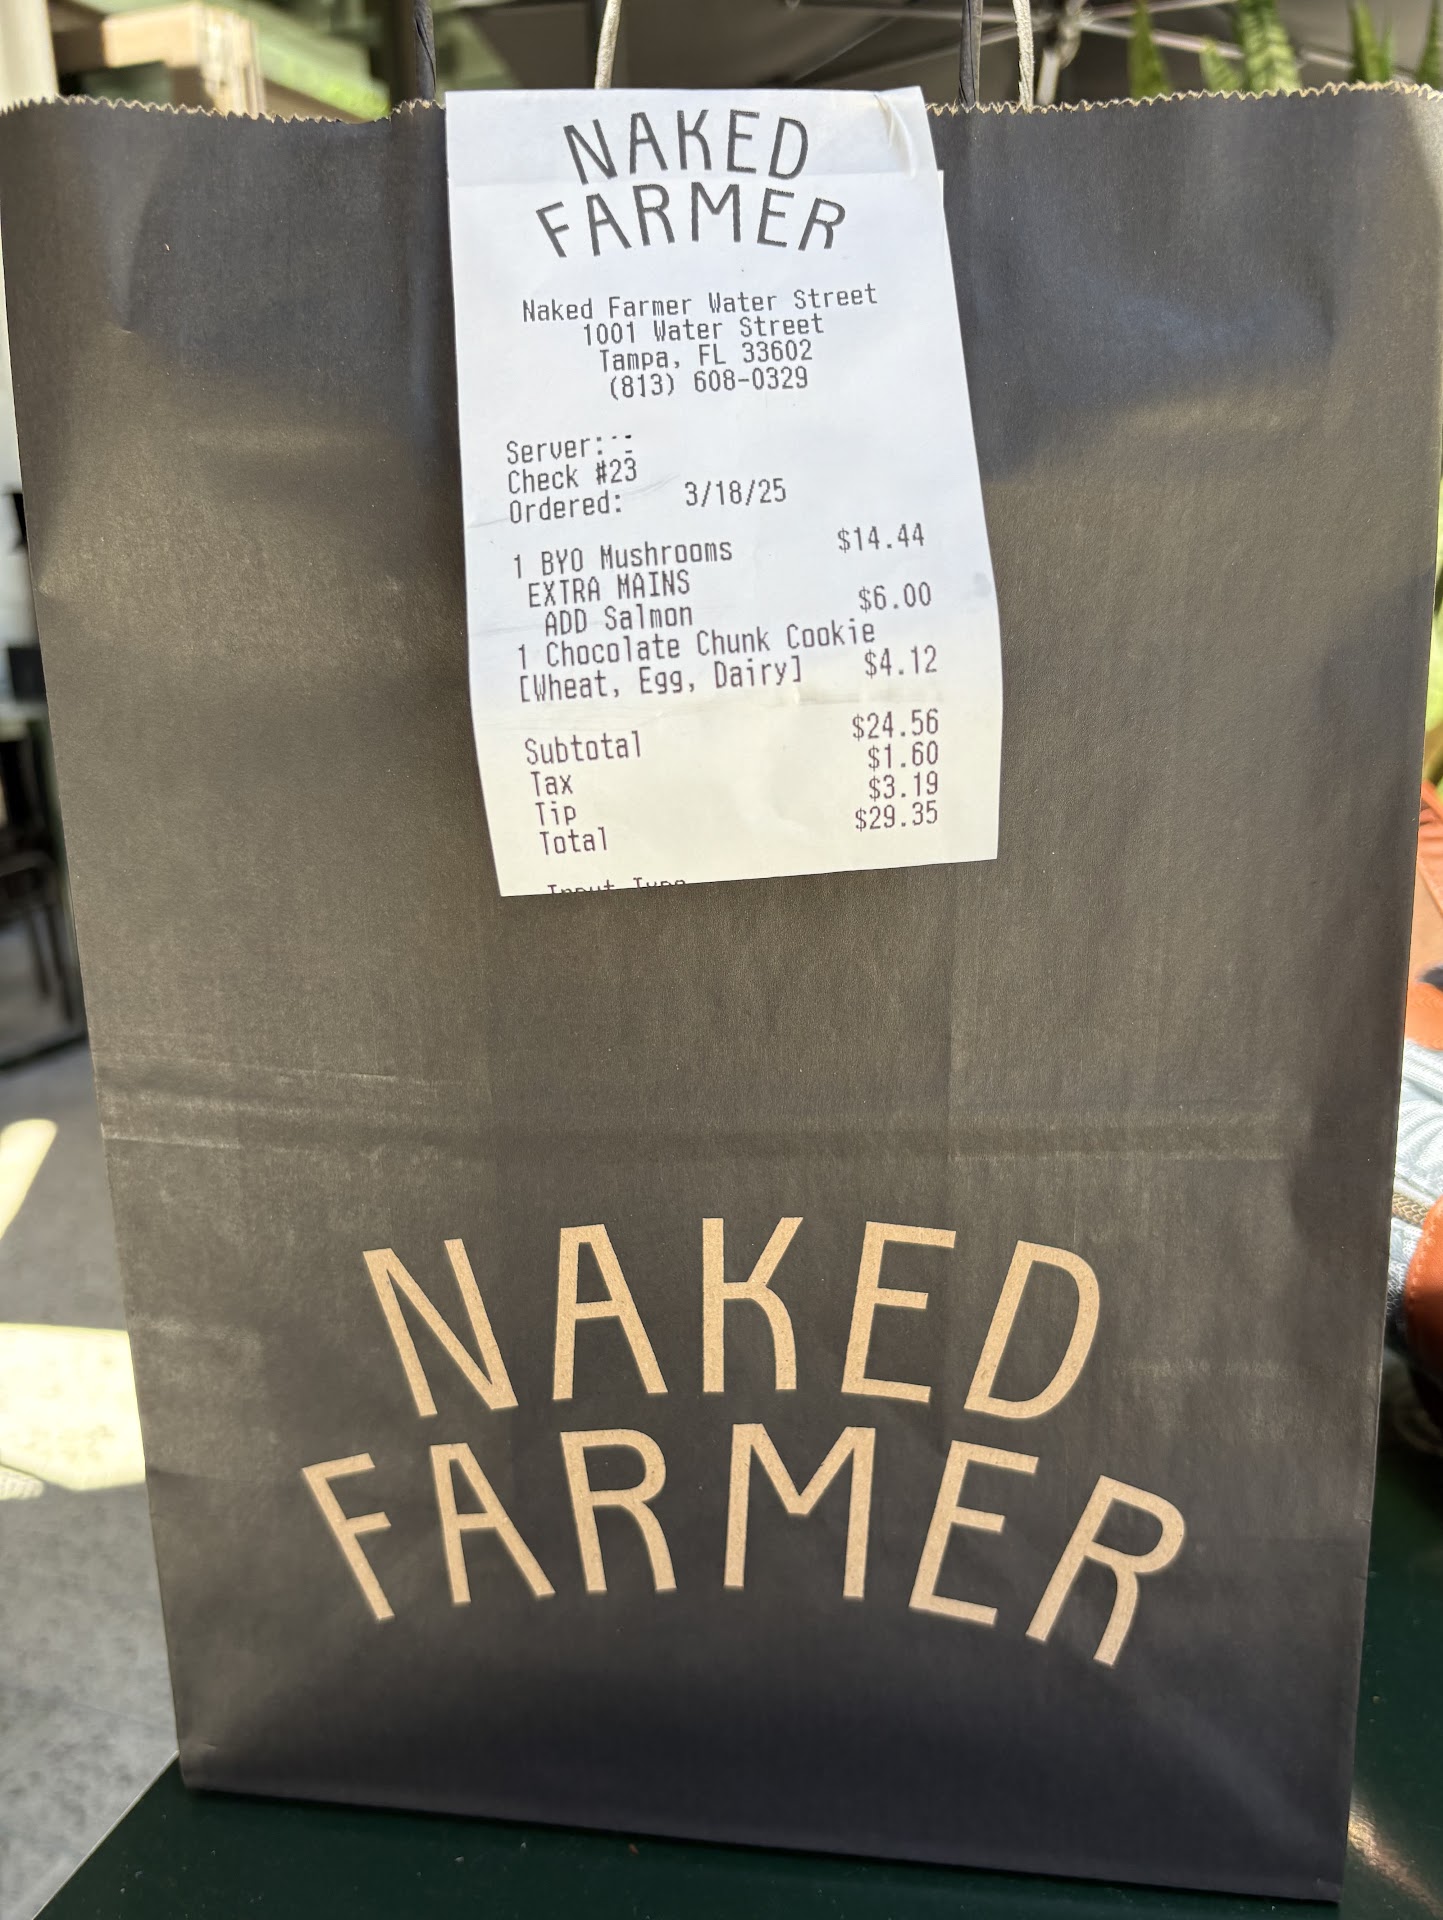 NAKED
FARMER
Naked Farmer Water Street
1001 Water Street
Tampa, FL 33602
(813) 608-0329
Server: --
Check #23
Ordered: 3/18/25
1 BYO Mushrooms $14.44
EXTRA MAINS
ADD Salmon $6.00
1 Chocolate Chunk Cookie
[Wheat, Egg, Dairy] $4.12
Subtotal $24.56
Tax $1.60
Tip $3.19
Total $29.35
Input Type
NAKED
FARMER